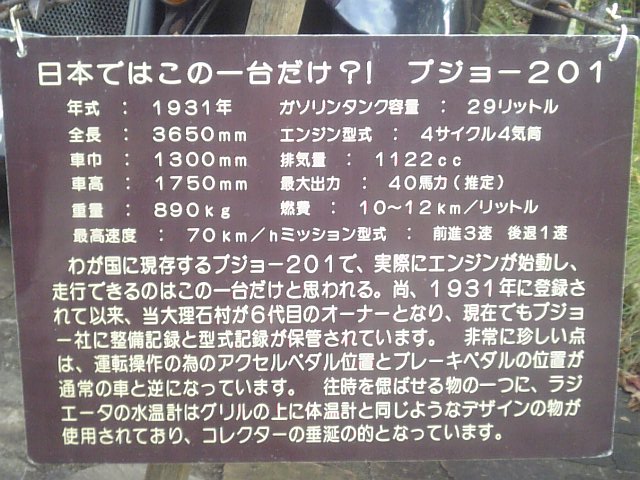 日本ではこの一台だけ?! プジョー201
年式 : 1931年 ガソリンタンク容量 : 29リットル
全長 : 3650mm エンジン型式 : 4サイクル4気筒
車巾 : 1300mm 排気量 : 1122cc
車高 : 1750mm 最大出力 : 40馬力(推定)
重量 : 890kg 燃費 : 10〜12km/リットル
最高速度 : 70km/h ミッション型式 : 前進3速 後退1速
わが国に現存するプジョー201で、実際にエンジンが始動し、
走行できるのはこの一台だけと思われる。尚、1931年に登録さ
れて以来、当大理石村が6代目のオーナーとなり、現在でもプジョ
ー社に整備記録と型式記録が保管されています。 非常に珍しい点
は、運転操作の為のアクセルペダル位置とブレーキペダルの位置が
通常の車と逆になっています。 往時を偲ばせる物の一つに、ラジ
エータの水温計はグリルの上に体温計と同じようなデザインの物が
使用されており、コレクターの垂涎の的となっています。